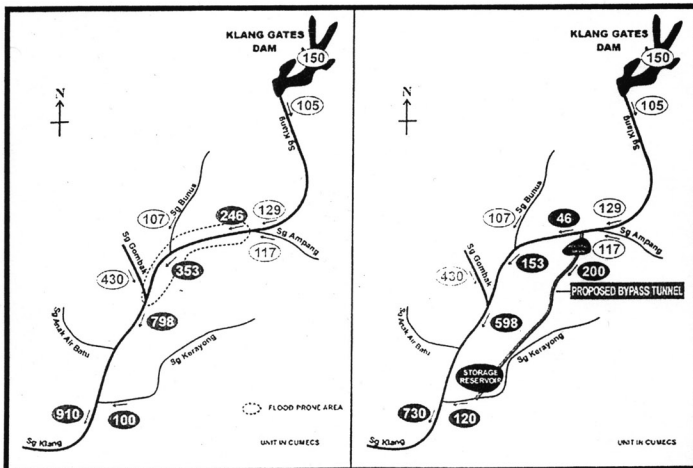 KLANG GATES
DAM
150
105
N
Sg Klang
Sg Bunus
107
246
129
Sg Ampang
117
Sg Gombak
430
353
798
Sg Anak Air Batu
Sg Kerayong
910
100
FLOOD PRONE AREA
Sg Klang
UNIT IN CUMECS
KLANG GATES
DAM
150
105
N
Sg Klang
Sg Bunus
107
46
129
Sg Ampang
117
Sg Gombak
430
153
200
PROPOSED BYPASS TUNNEL
598
Sg Anak Air Batu
Sg Kerayong
STORAGE
RESERVOIR
730
120
Sg Klang
UNIT IN CUMECS